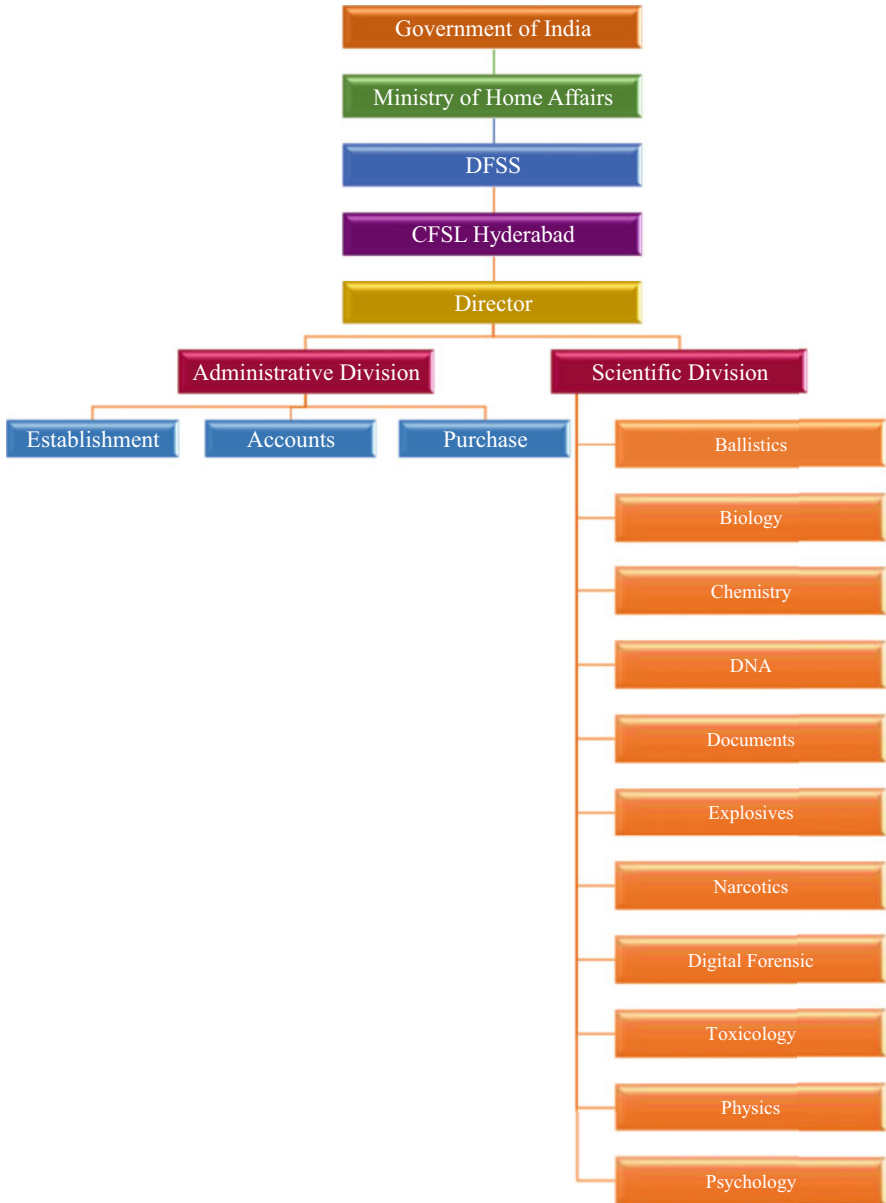 Government of India
Ministry of Home Affairs
DFSS
CFSL Hyderabad
Director
Administrative Division
Scientific Division
Establishment
Accounts
Purchase
Ballistics
Biology
Chemistry
DNA
Documents
Explosives
Narcotics
Digital Forensic
Toxicology
Physics
Psychology